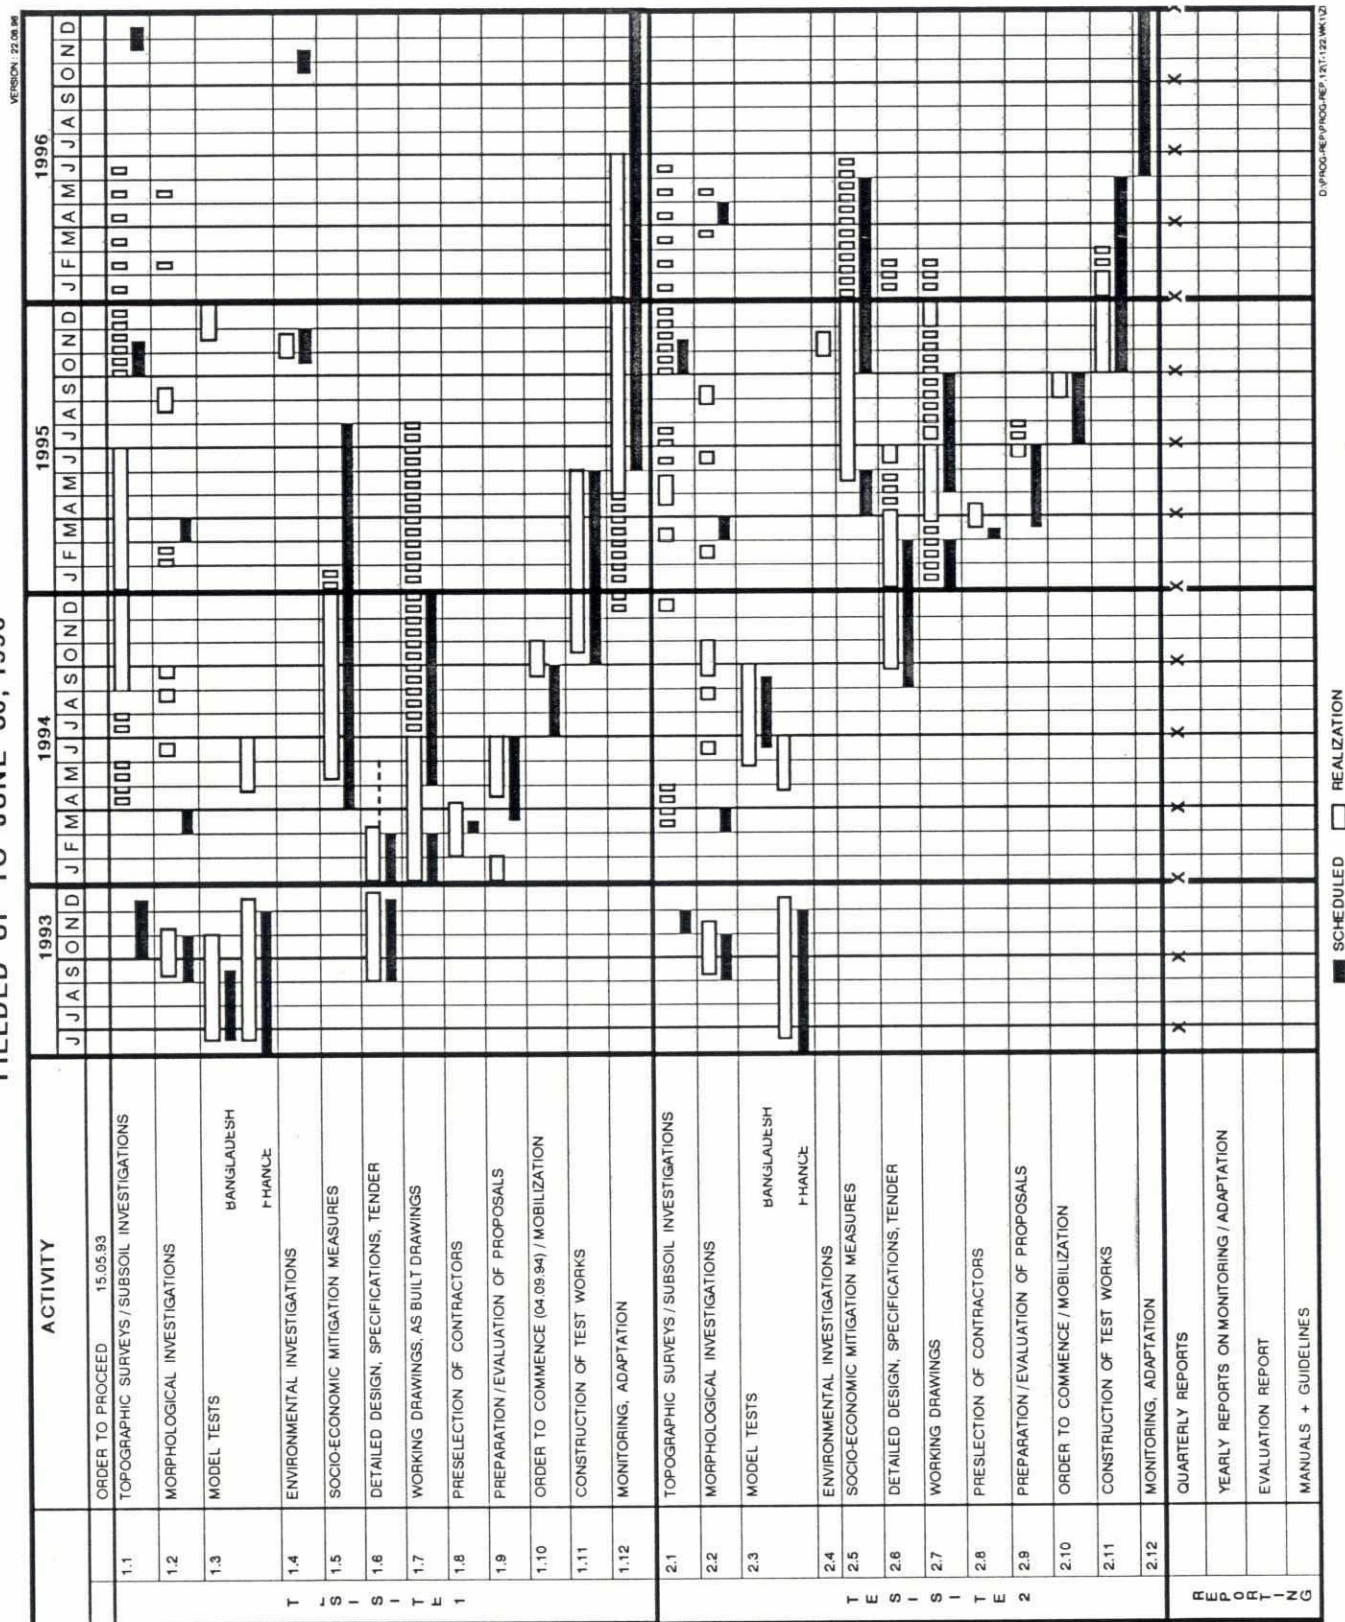 VERSION : 22.08.96
1993 1994 1995 1996
ACTIVITY
J J A S O N D J F M A M J J A S O N D J F M A M J J A S O N D J F M A M J J A S O N D
ORDER TO PROCEED 15.05.93
TEST SITE 1
1.1 TOPOGRAPHIC SURVEYS / SUBSOIL INVESTIGATIONS
1.2 MORPHOLOGICAL INVESTIGATIONS
1.3 MODEL TESTS
BANGLADESH
FRANCE
1.4 ENVIRONMENTAL INVESTIGATIONS
1.5 SOCIO-ECONOMIC MITIGATION MEASURES
1.6 DETAILED DESIGN, SPECIFICATIONS, TENDER
1.7 WORKING DRAWINGS, AS BUILT DRAWINGS
1.8 PRESELECTION OF CONTRACTORS
1.9 PREPARATION / EVALUATION OF PROPOSALS
1.10 ORDER TO COMMENCE (04.09.94) / MOBILIZATION
1.11 CONSTRUCTION OF TEST WORKS
1.12 MONITORING, ADAPTATION
TEST SITE 2
2.1 TOPOGRAPHIC SURVEYS / SUBSOIL INVESTIGATIONS
2.2 MORPHOLOGICAL INVESTIGATIONS
2.3 MODEL TESTS
BANGLADESH
FRANCE
2.4 ENVIRONMENTAL INVESTIGATIONS
2.5 SOCIO-ECONOMIC MITIGATION MEASURES
2.6 DETAILED DESIGN, SPECIFICATIONS, TENDER
2.7 WORKING DRAWINGS
2.8 PRESLECTION OF CONTRACTORS
2.9 PREPARATION / EVALUATION OF PROPOSALS
2.10 ORDER TO COMMENCE / MOBILIZATION
2.11 CONSTRUCTION OF TEST WORKS
2.12 MONITORING, ADAPTATION
REPORTING
QUARTERLY REPORTS X X X X X X X X X X X X X X
YEARLY REPORTS ON MONITORING / ADAPTATION
EVALUATION REPORT
MANUALS + GUIDELINES
SCHEDULED REALIZATION